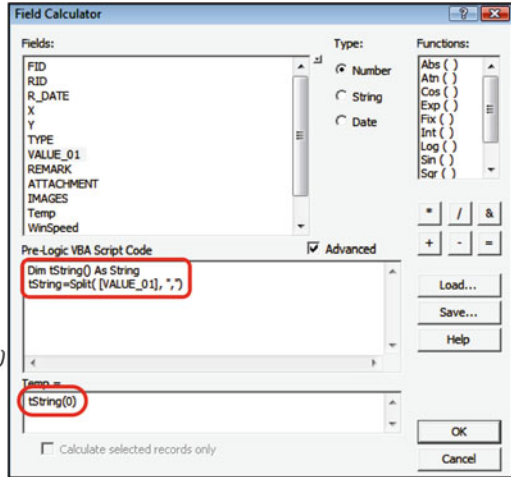 Field Calculator
Fields:
FID
RID
R_DATE
X
Y
TYPE
VALUE_01
REMARK
ATTACHMENT
IMAGES
Temp
WinSpeed
Type:
Number
String
Date
Functions:
Abs ( )
Atn ( )
Cos ( )
Exp ( )
Fix ( )
Int ( )
Log ( )
Sin ( )
Sqr ( )
* / &
+ - =
Pre-Logic VBA Script Code
Advanced
Dim tString() As String
tString=Split( [VALUE_01], ",")
Load...
Save...
Help
)
Temp =
tString(0)
Calculate selected records only
OK
Cancel